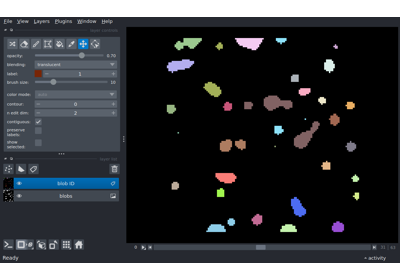 File View Layers Plugins Window Help
opacity: 0.70
blending: translucent
label: 1
brush size: 10
color mode:
contour: 0
n edit dim: 2
contiguous:
preserve labels:
show selected:
blob ID
blobs
Ready
activity